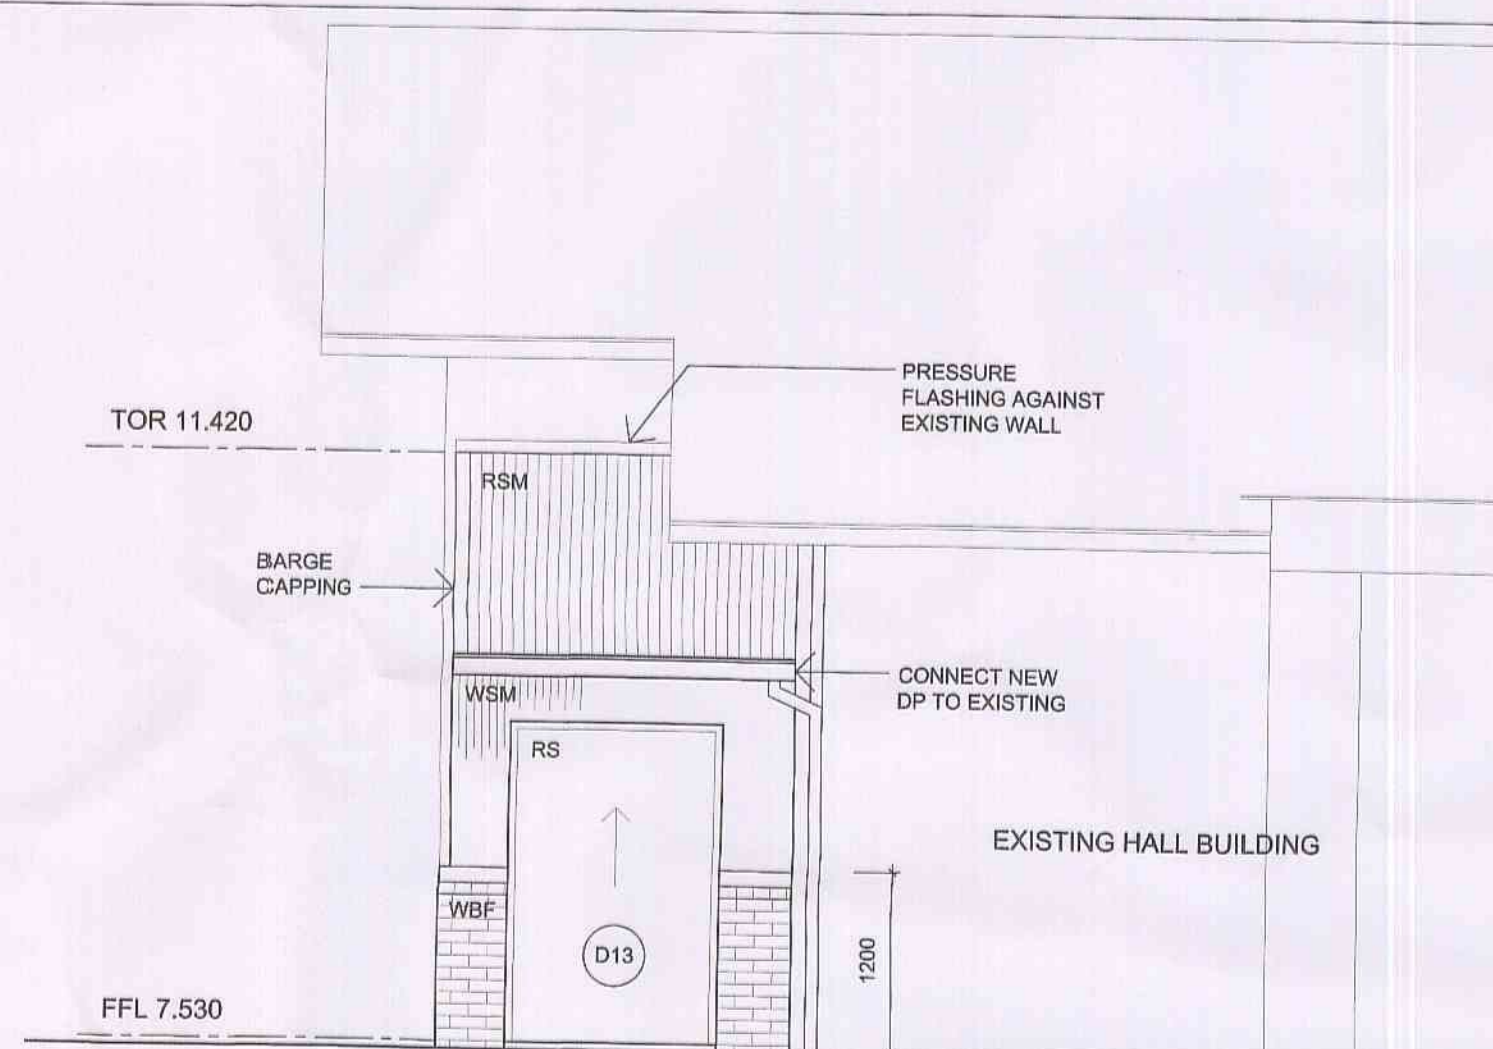 PRESSURE
FLASHING AGAINST
EXISTING WALL
TOR 11.420
RSM
BARGE
CAPPING
CONNECT NEW
DP TO EXISTING
WSM
RS
EXISTING HALL BUILDING
WBF
D13
1200
FFL 7.530